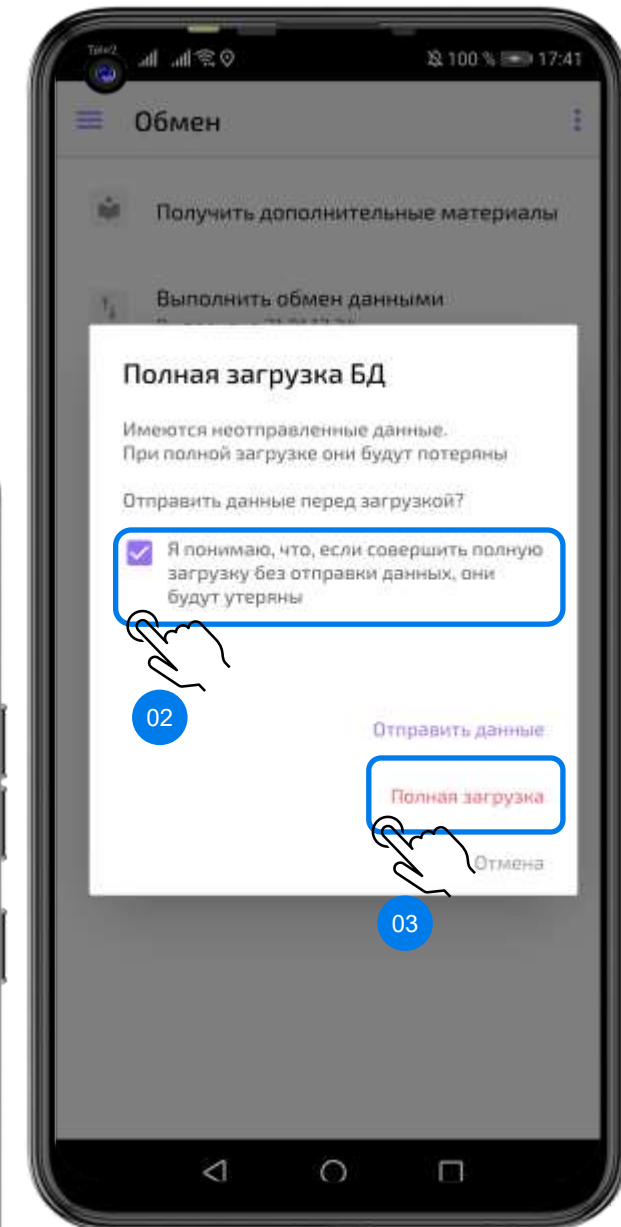 Tele2
100 % 17:41
Обмен
Получить дополнительные материалы
Выполнить обмен данными
Полная загрузка БД
Имеются неотправленные данные.
При полной загрузке они будут потеряны
Отправить данные перед загрузкой?
Я понимаю, что, если совершить полную
загрузку без отправки данных, они
будут утеряны
02
Отправить данные
Полная загрузка
Отмена
03